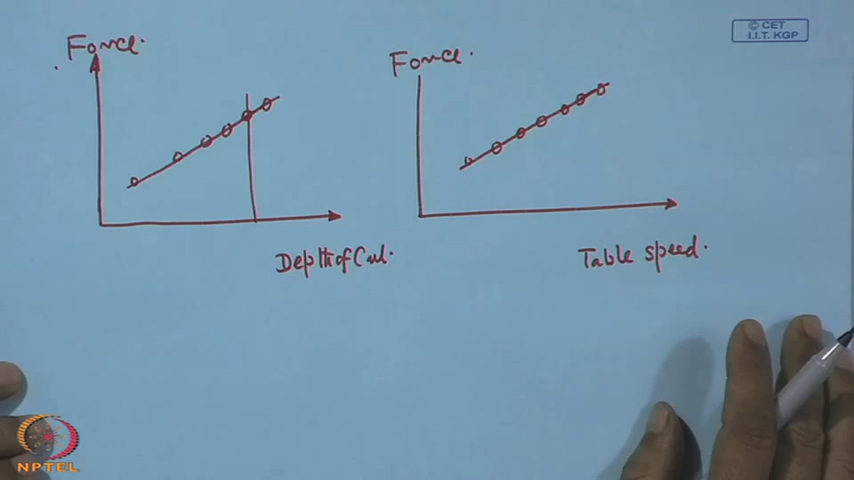 Force.
Depth of Cut.
Force.
Table speed.
© CET
I.I.T. KGP
NPTEL